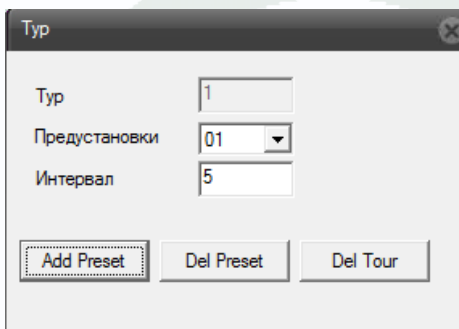 Тур
Тур 1
Предустановки 01
Интервал 5
Add Preset Del Preset Del Tour